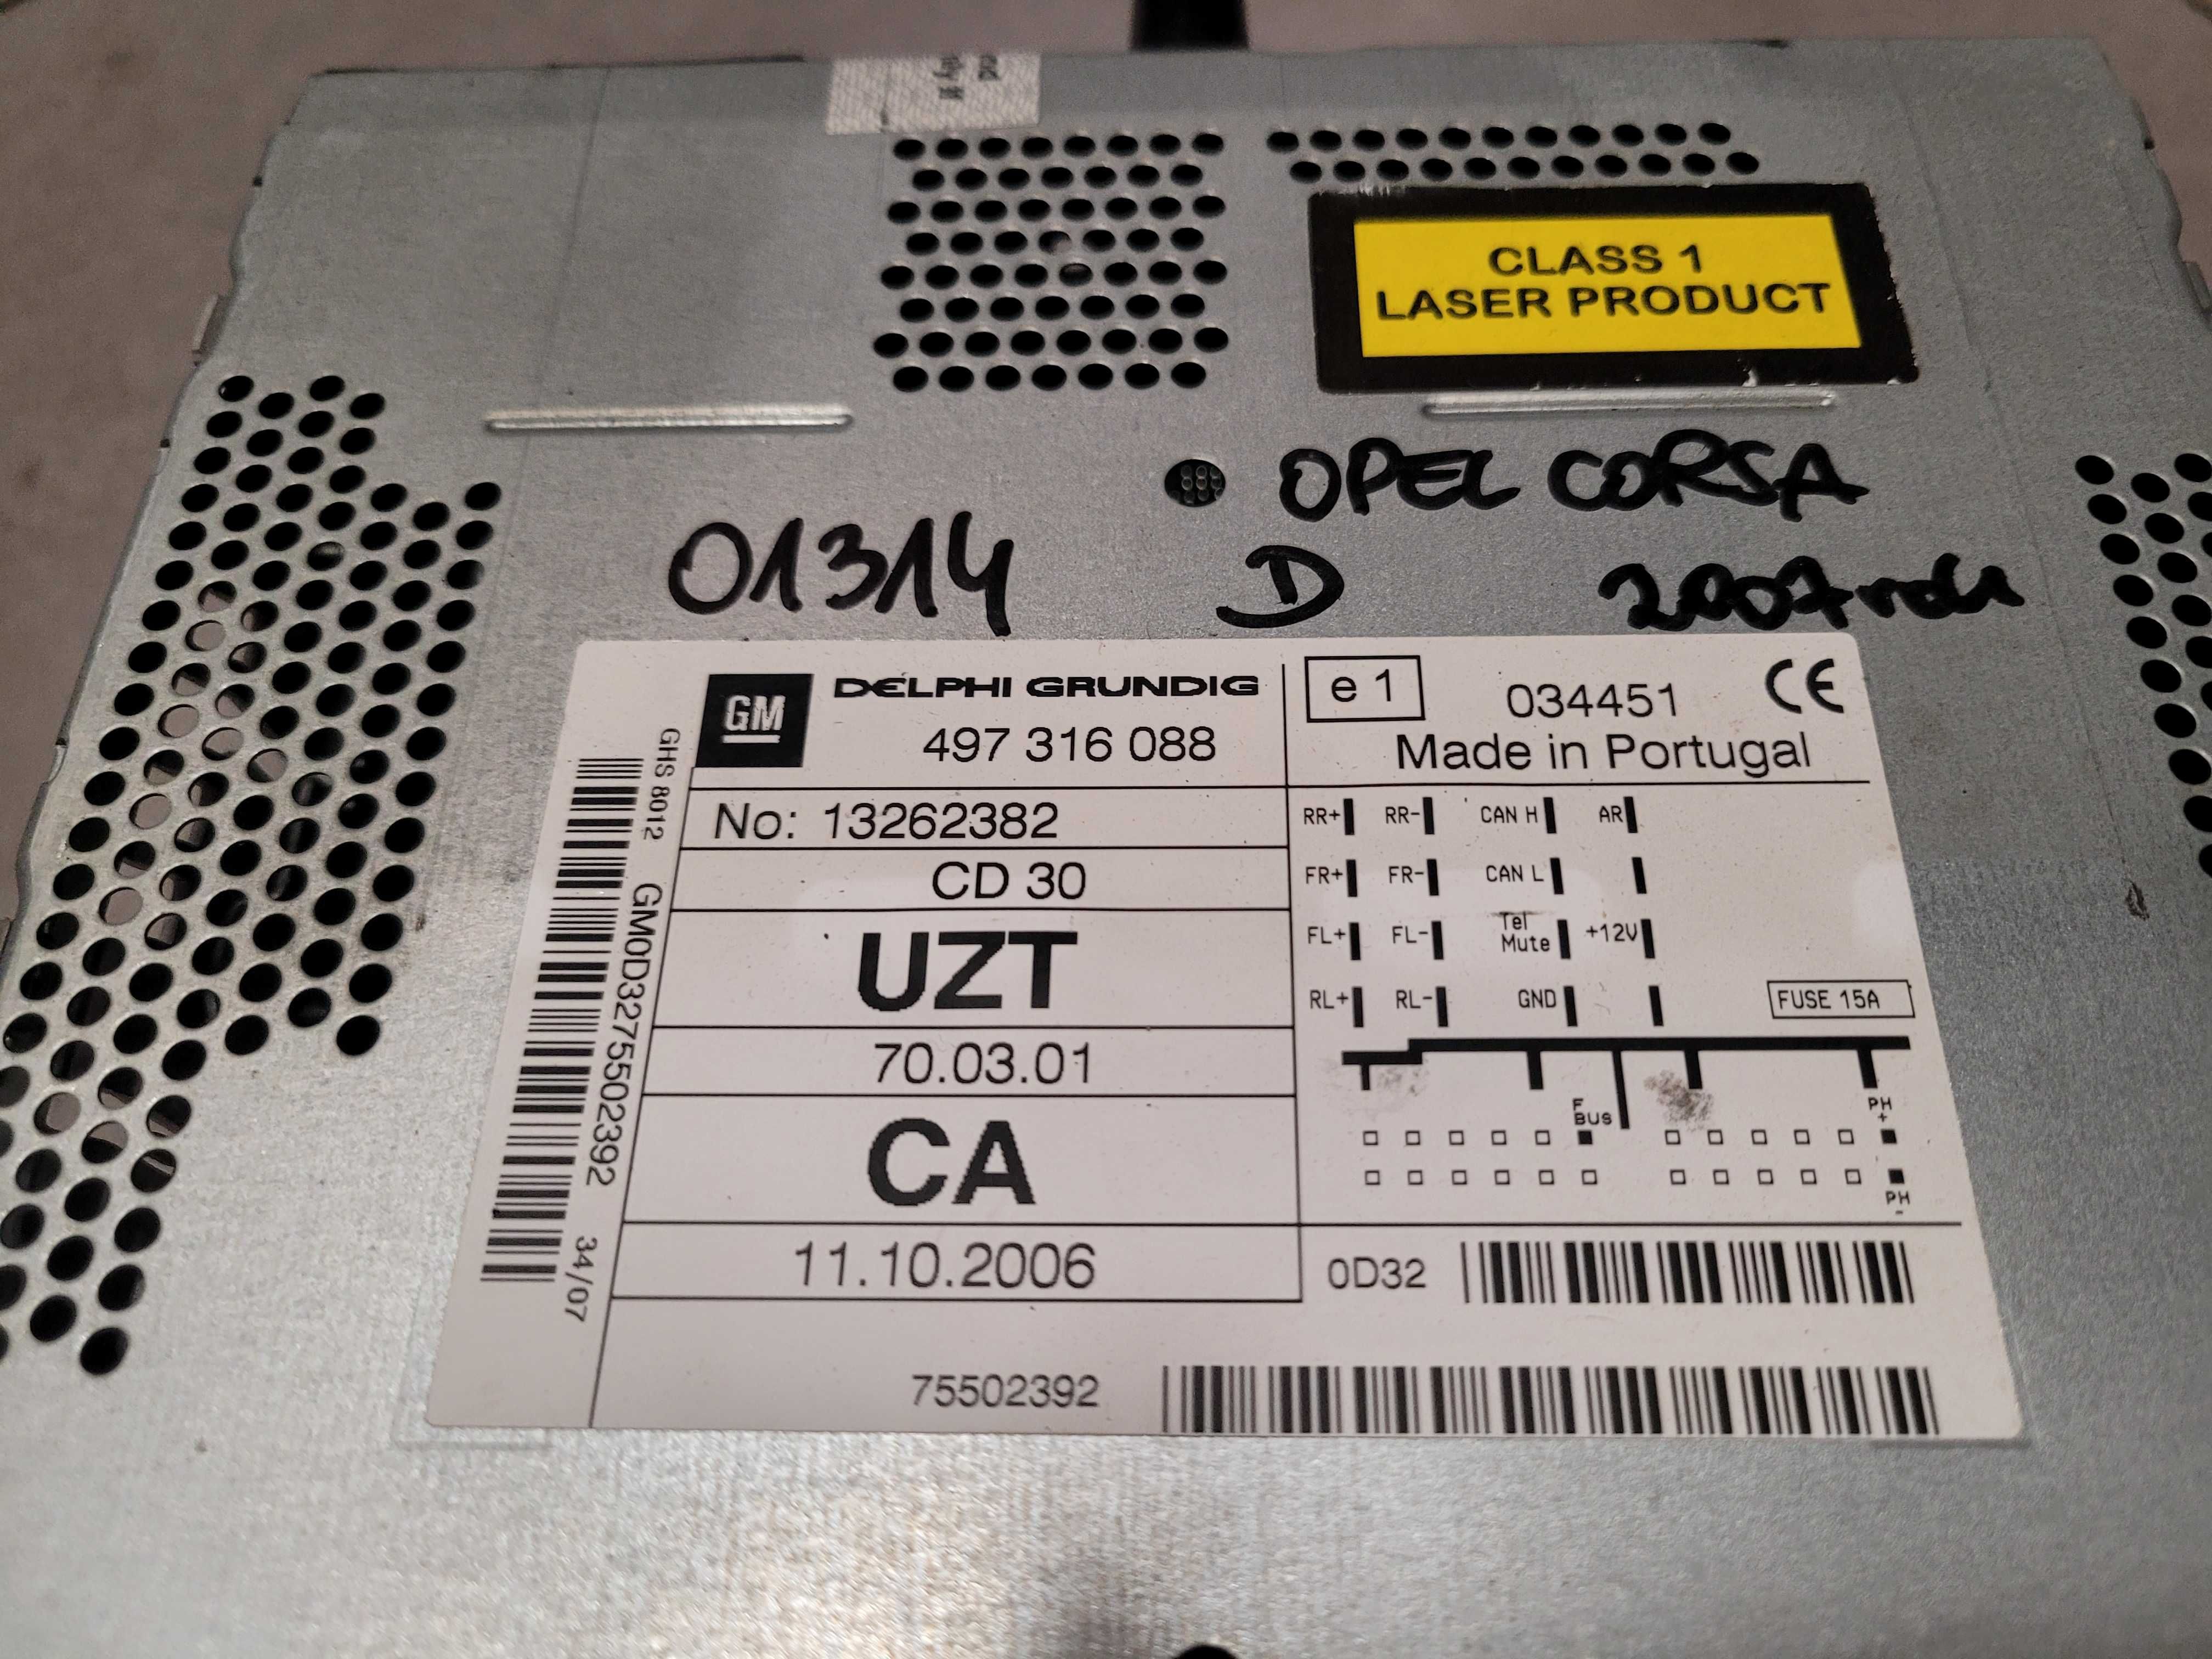 CLASS 1
LASER PRODUCT
OPEL CORSA
01314 D 2007 rok
GM DELPHI GRUNDIG
497 316 088
e 1 034451 CE
Made in Portugal
No: 13262382
CD 30
UZT
70.03.01
CA
11.10.2006
GHS 8012 GM0D3275502392 34/07
RR+ RR- CAN H AR
FR+ FR- CAN L
FL+ FL- Tel Mute +12V
RL+ RL- GND
FUSE 15A
F BUS
PH +
PH -
0D32
75502392